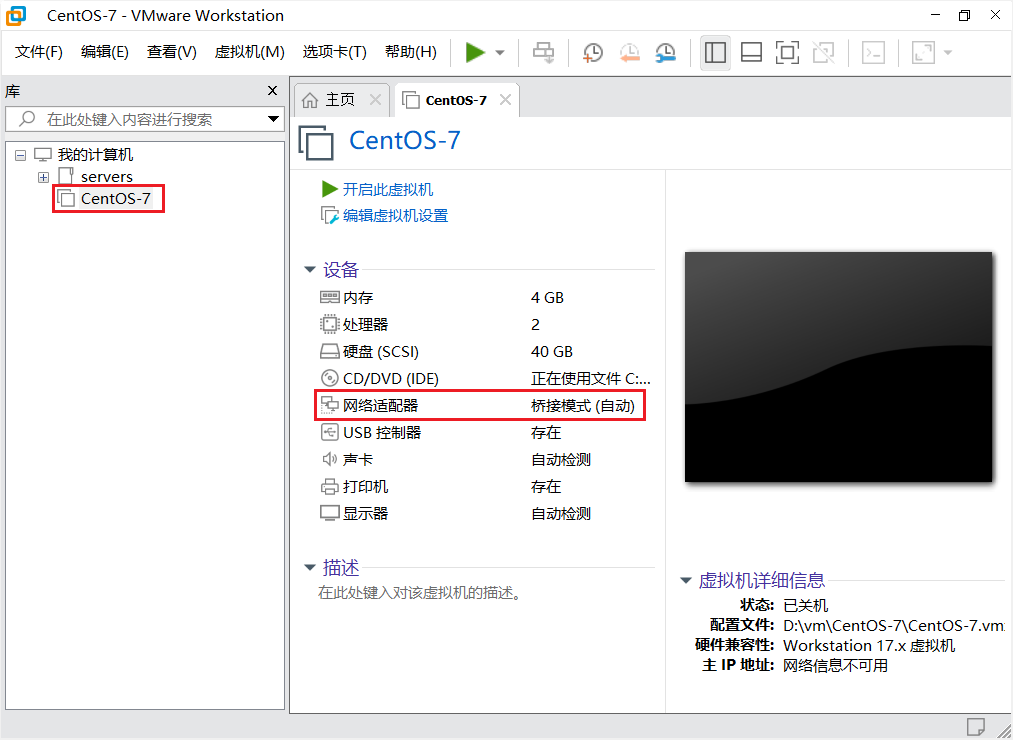 CentOS-7 - VMware Workstation
文件(F) 编辑(E) 查看(V) 虚拟机(M) 选项卡(T) 帮助(H)
库
在此处键入内容进行搜索
我的计算机
servers
CentOS-7
主页
CentOS-7
CentOS-7
开启此虚拟机
编辑虚拟机设置
设备
内存 4 GB
处理器 2
硬盘 (SCSI) 40 GB
CD/DVD (IDE) 正在使用文件 C:...
网络适配器 桥接模式 (自动)
USB 控制器 存在
声卡 自动检测
打印机 存在
显示器 自动检测
描述
在此处键入对该虚拟机的描述。
虚拟机详细信息
状态: 已关机
配置文件: D:\vm\CentOS-7\CentOS-7.vm
硬件兼容性: Workstation 17.x 虚拟机
主 IP 地址: 网络信息不可用